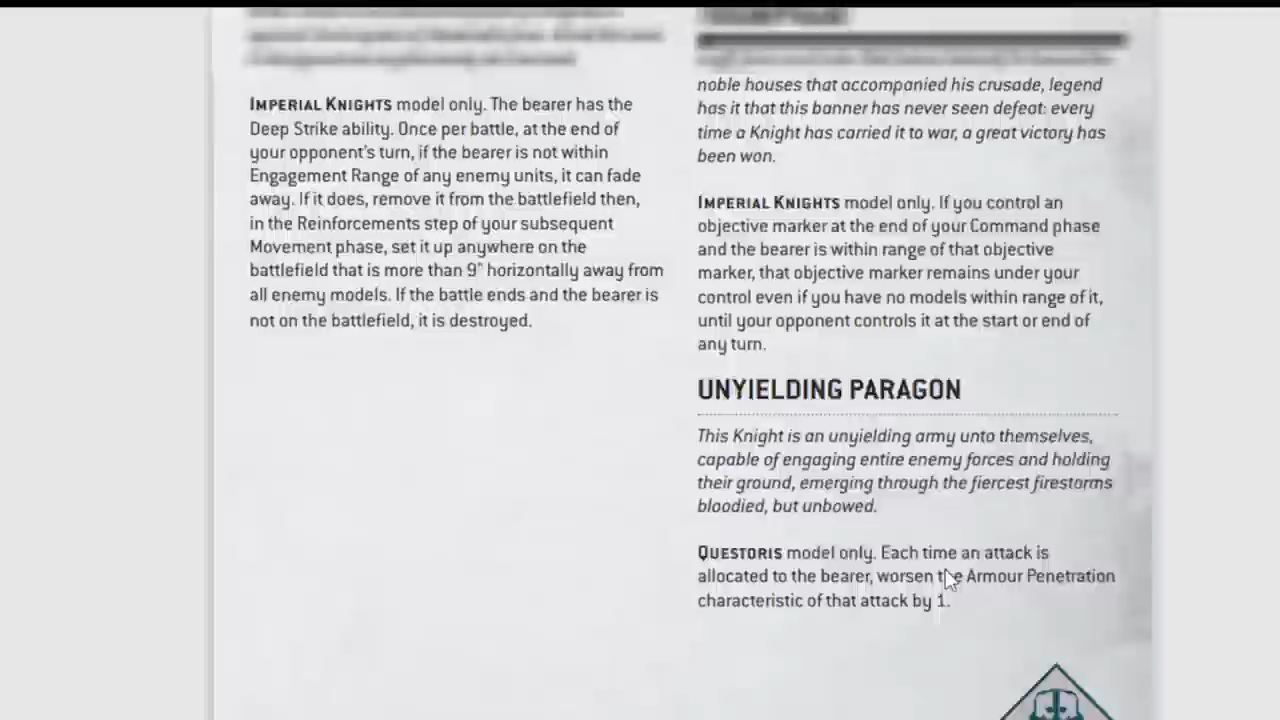 IMPERIAL KNIGHTS model only. The bearer has the
Deep Strike ability. Once per battle, at the end of
your opponent's turn, if the bearer is not within
Engagement Range of any enemy units, it can fade
away. If it does, remove it from the battlefield then,
in the Reinforcements step of your subsequent
Movement phase, set it up anywhere on the
battlefield that is more than 9" horizontally away from
all enemy models. If the battle ends and the bearer is
not on the battlefield, it is destroyed.
noble houses that accompanied his crusade, legend
has it that this banner has never seen defeat: every
time a Knight has carried it to war, a great victory has
been won.
IMPERIAL KNIGHTS model only. If you control an
objective marker at the end of your Command phase
and the bearer is within range of that objective
marker, that objective marker remains under your
control even if you have no models within range of it,
until your opponent controls it at the start or end of
any turn.
UNYIELDING PARAGON
This Knight is an unyielding army unto themselves,
capable of engaging entire enemy forces and holding
their ground, emerging through the fiercest firestorms
bloodied, but unbowed.
QUESTORIS model only. Each time an attack is
allocated to the bearer, worsen the Armour Penetration
characteristic of that attack by 1.